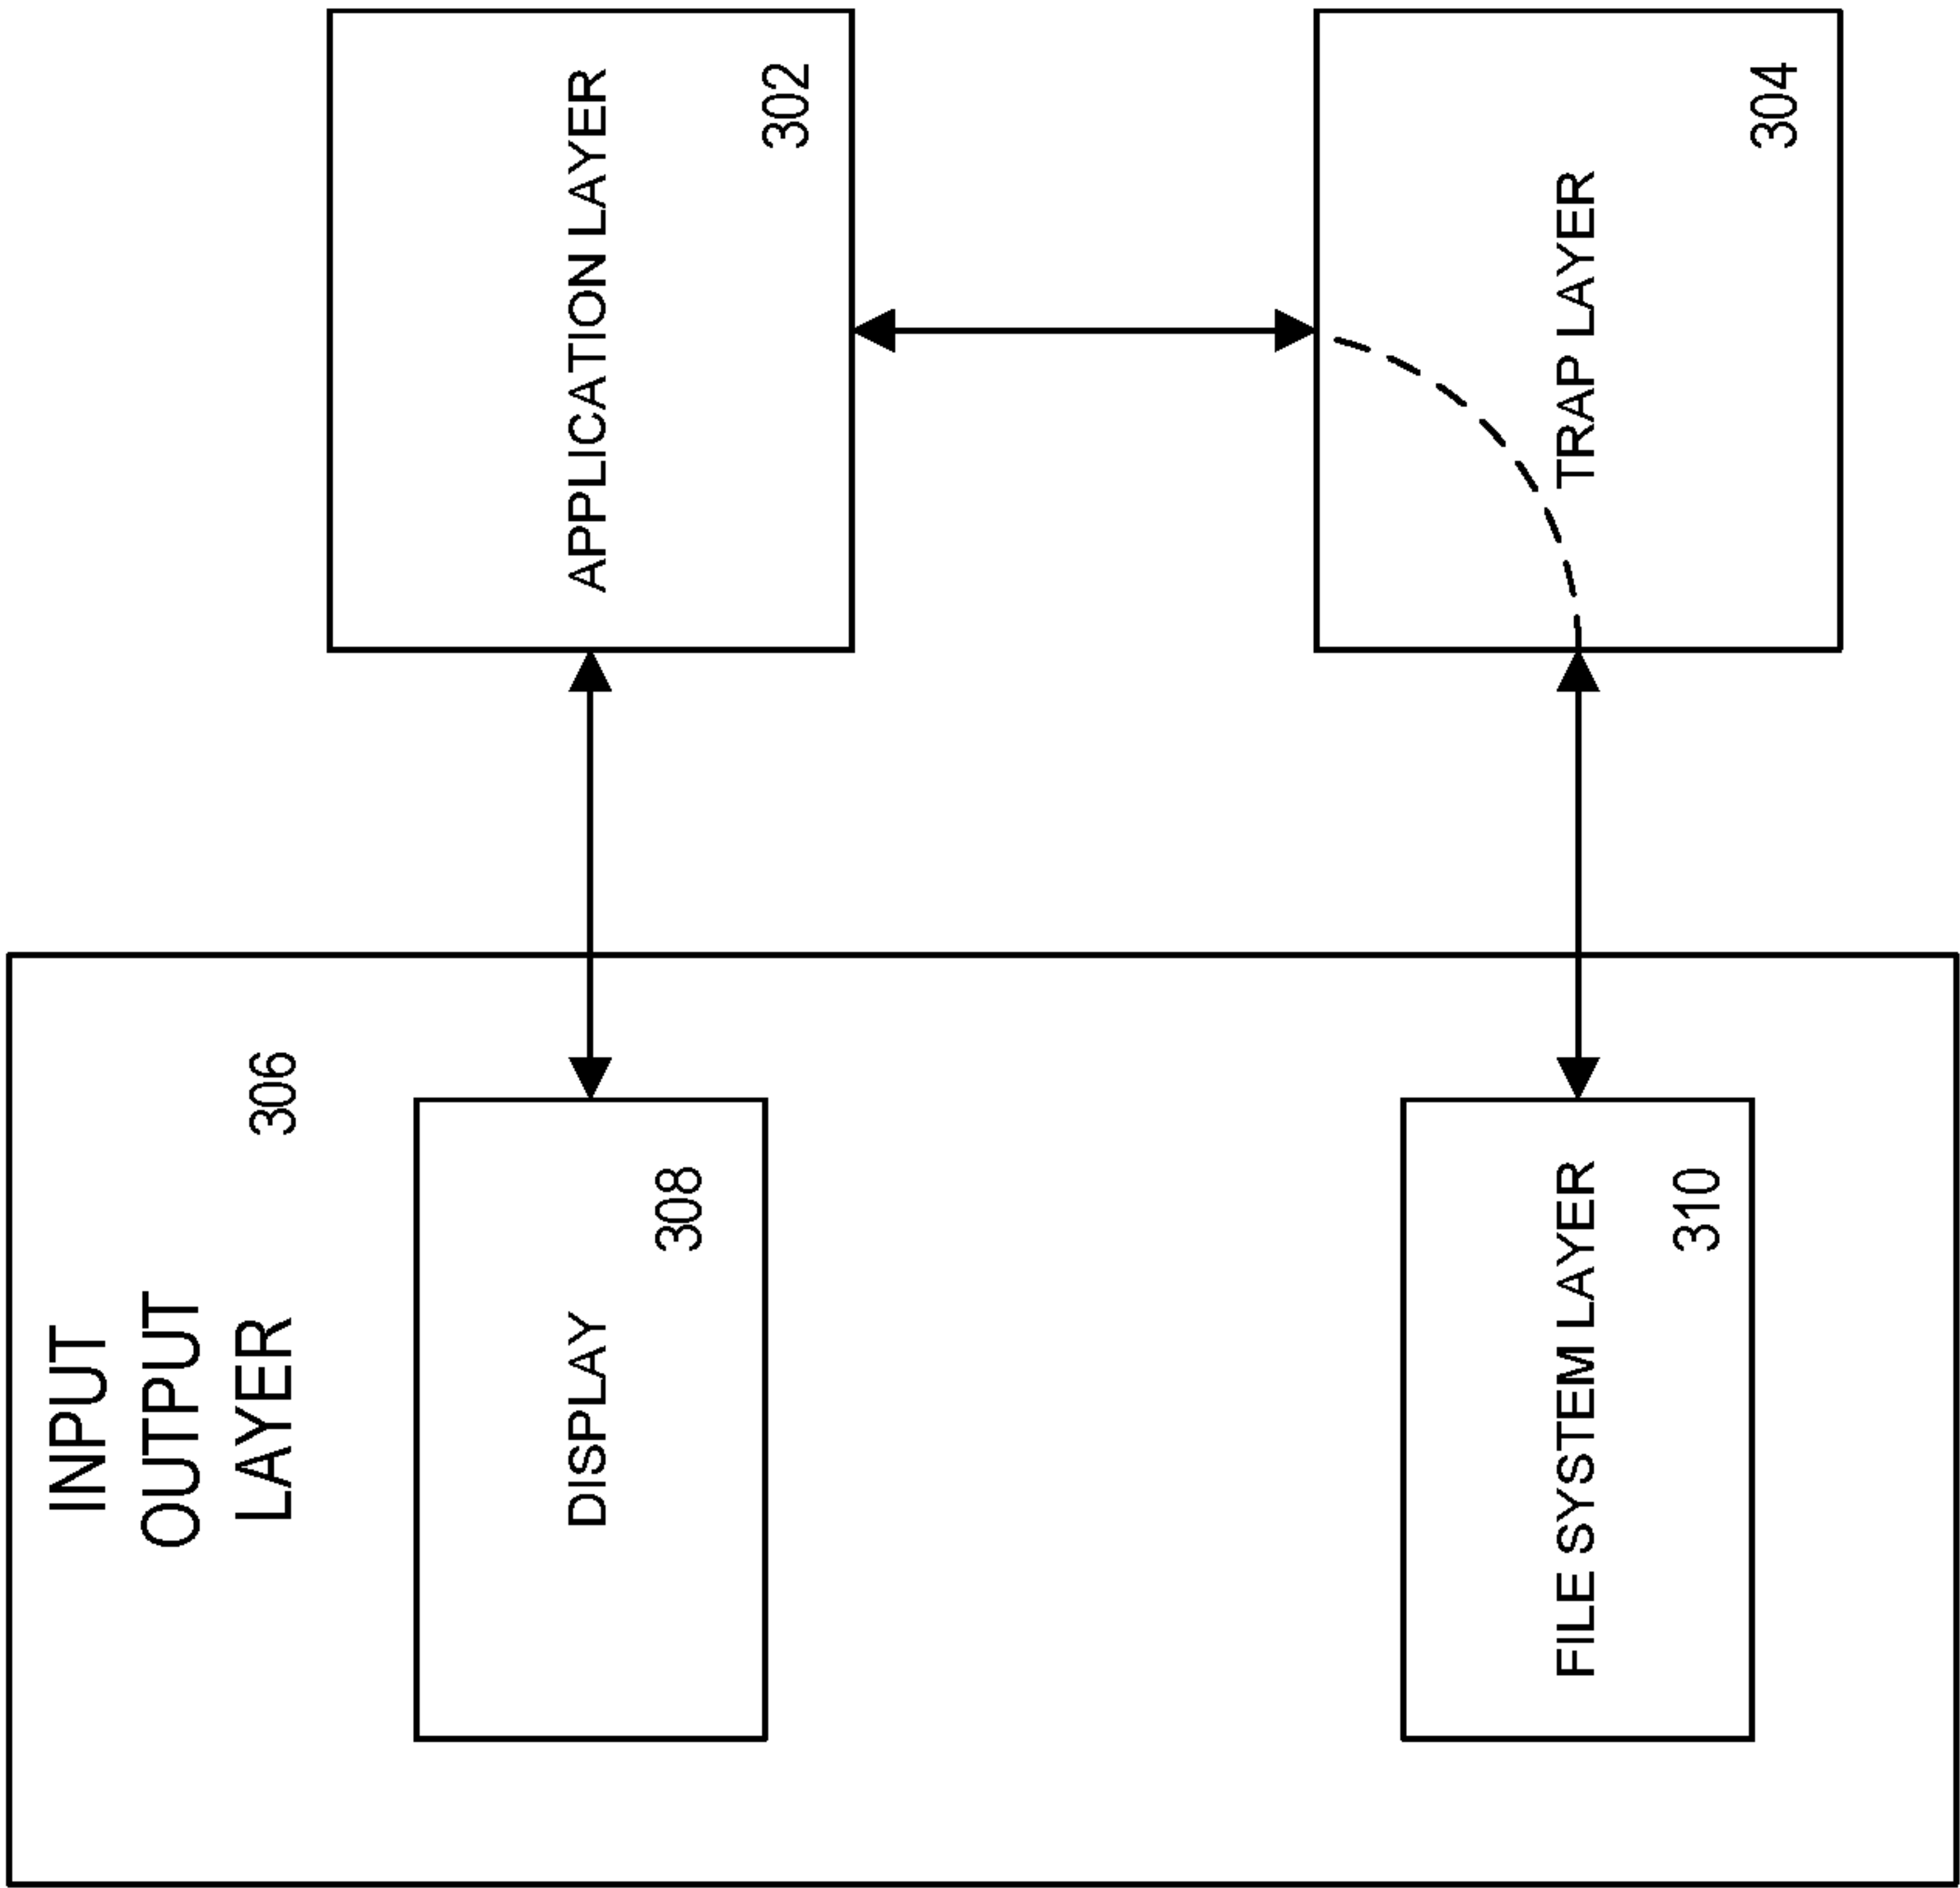 INPUT
OUTPUT
LAYER
306
DISPLAY
308
FILE SYSTEM LAYER
310
APPLICATION LAYER
302
TRAP LAYER
304